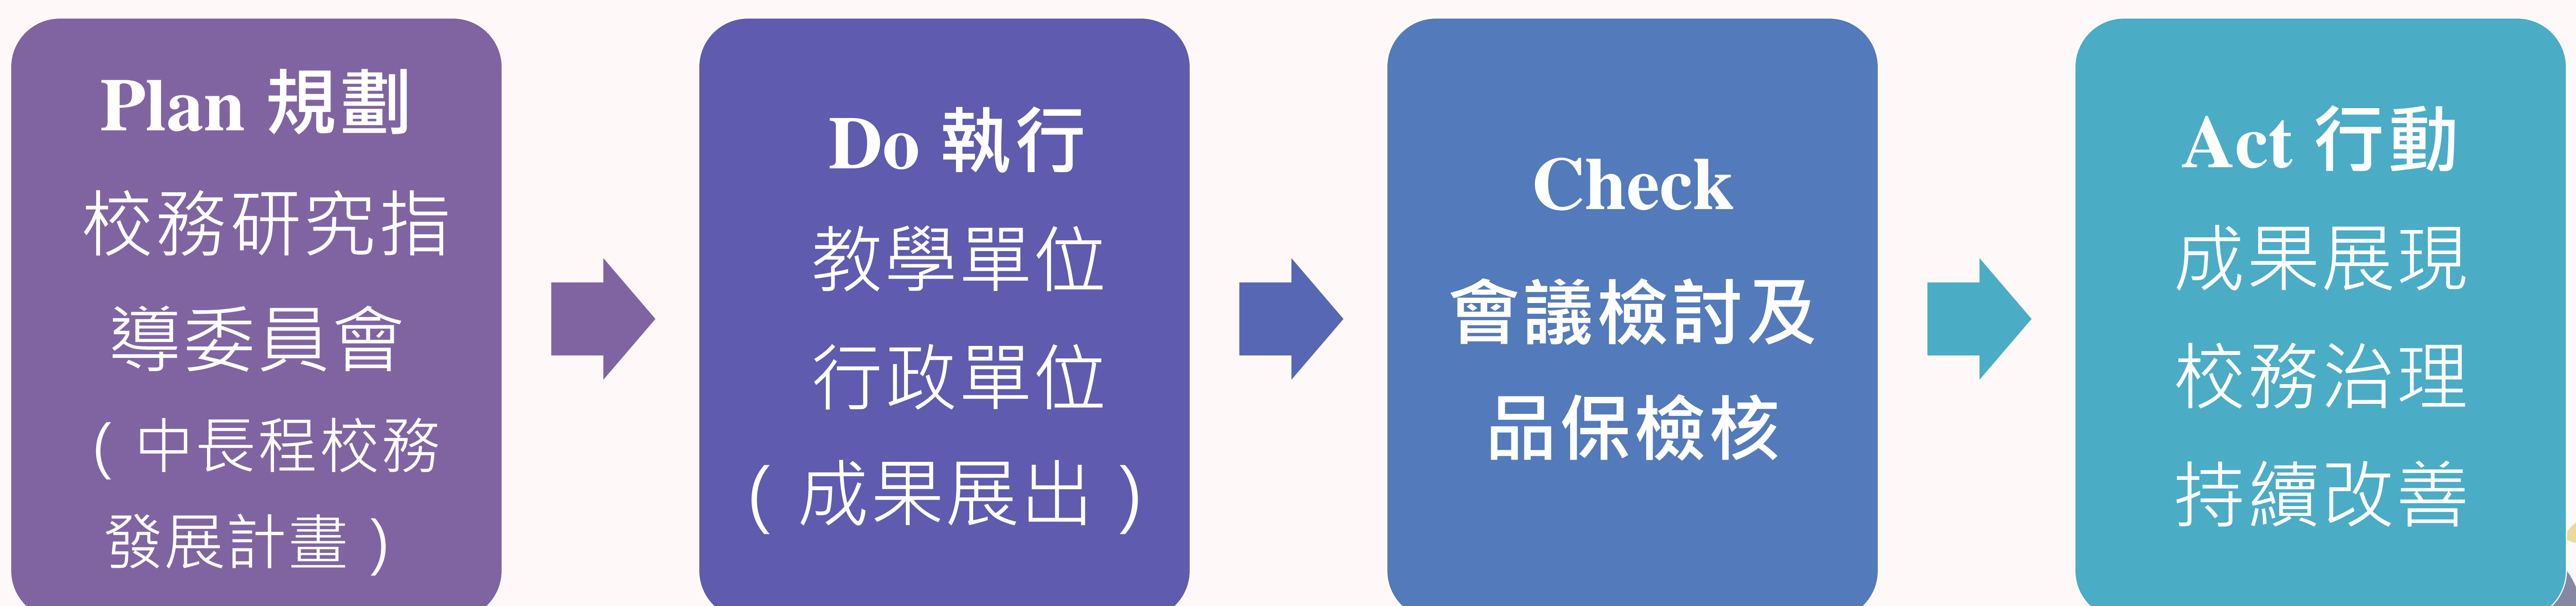 Plan 規劃
校務研究指
導委員會
(中長程校務
發展計畫)
Do 執行
教學單位
行政單位
(成果展出)
Check
會議檢討及
品保檢核
Act 行動
成果展現
校務治理
持續改善